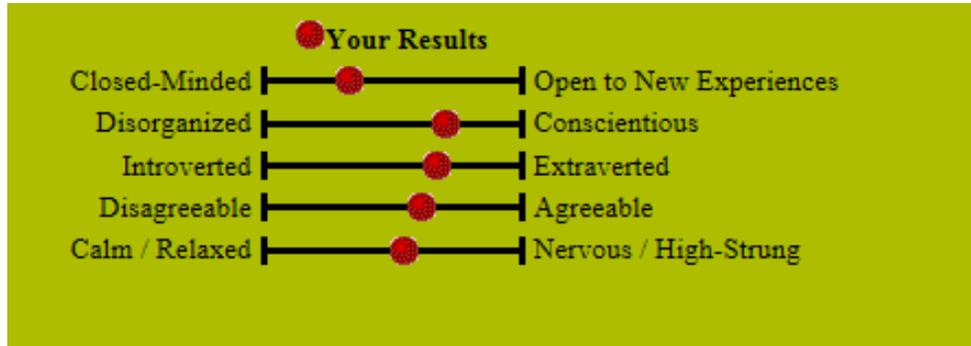 Your Results
Closed-Minded Open to New Experiences
Disorganized Conscientious
Introverted Extraverted
Disagreeable Agreeable
Calm / Relaxed Nervous / High-Strung